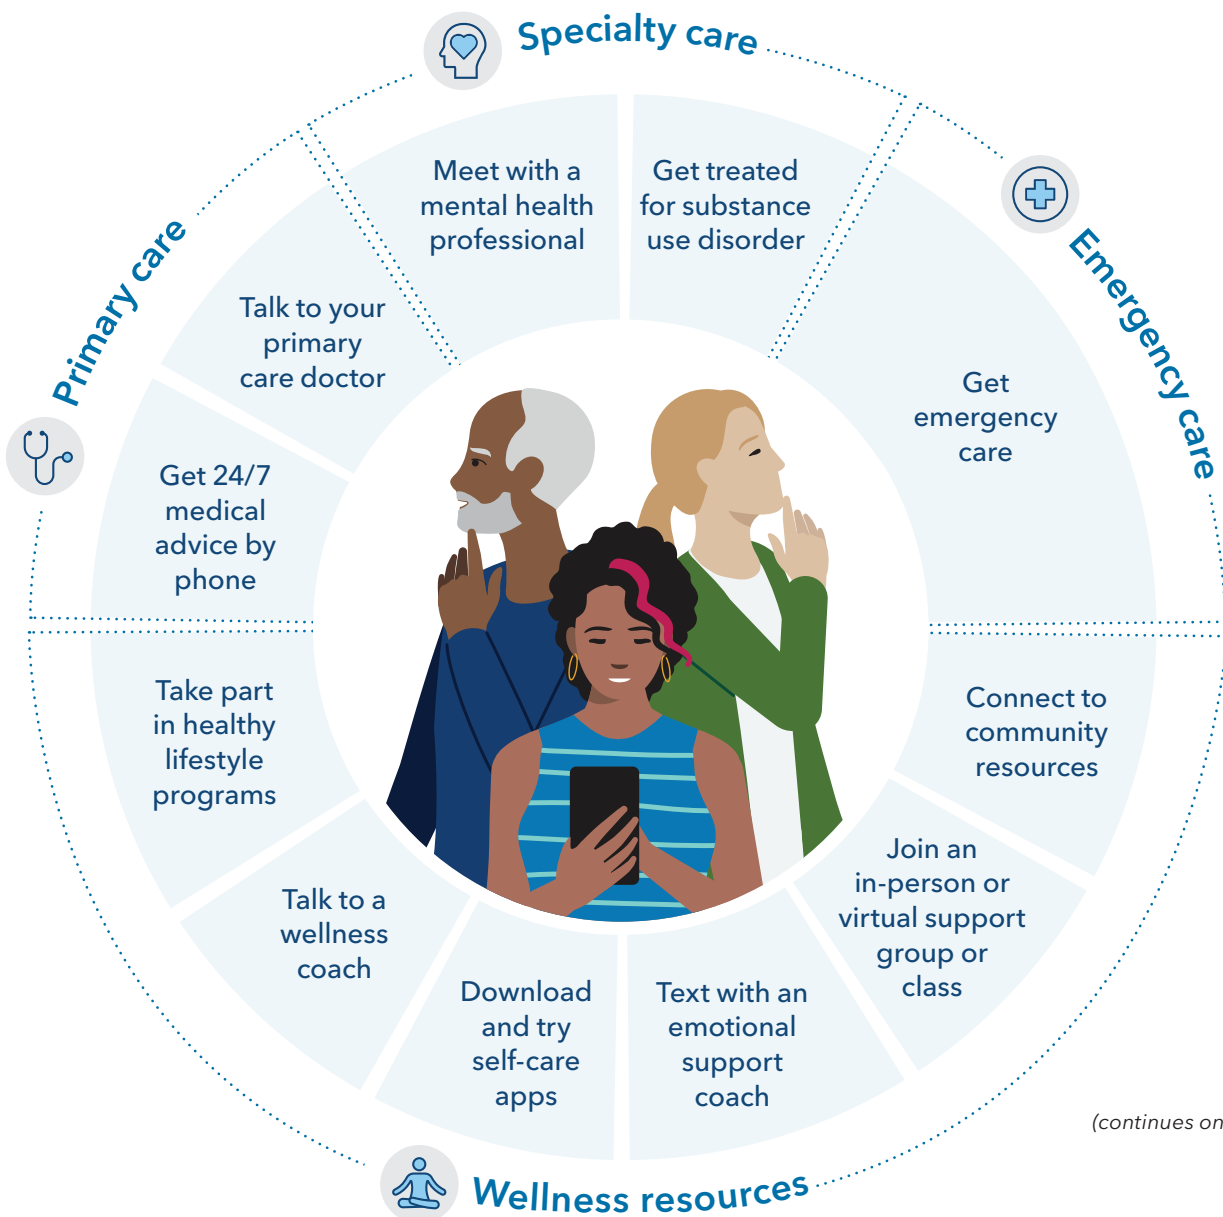 Specialty care
Meet with a
mental health
professional
Get treated
for substance
use disorder
Emergency care
Get
emergency
care
Primary care
Talk to your
primary
care doctor
Get 24/7
medical
advice by
phone
Take part
in healthy
lifestyle
programs
Talk to a
wellness
coach
Download
and try
self-care
apps
Text with an
emotional
support
coach
Join an
in-person or
virtual support
group or
class
Connect to
community
resources
Wellness resources
(continues on